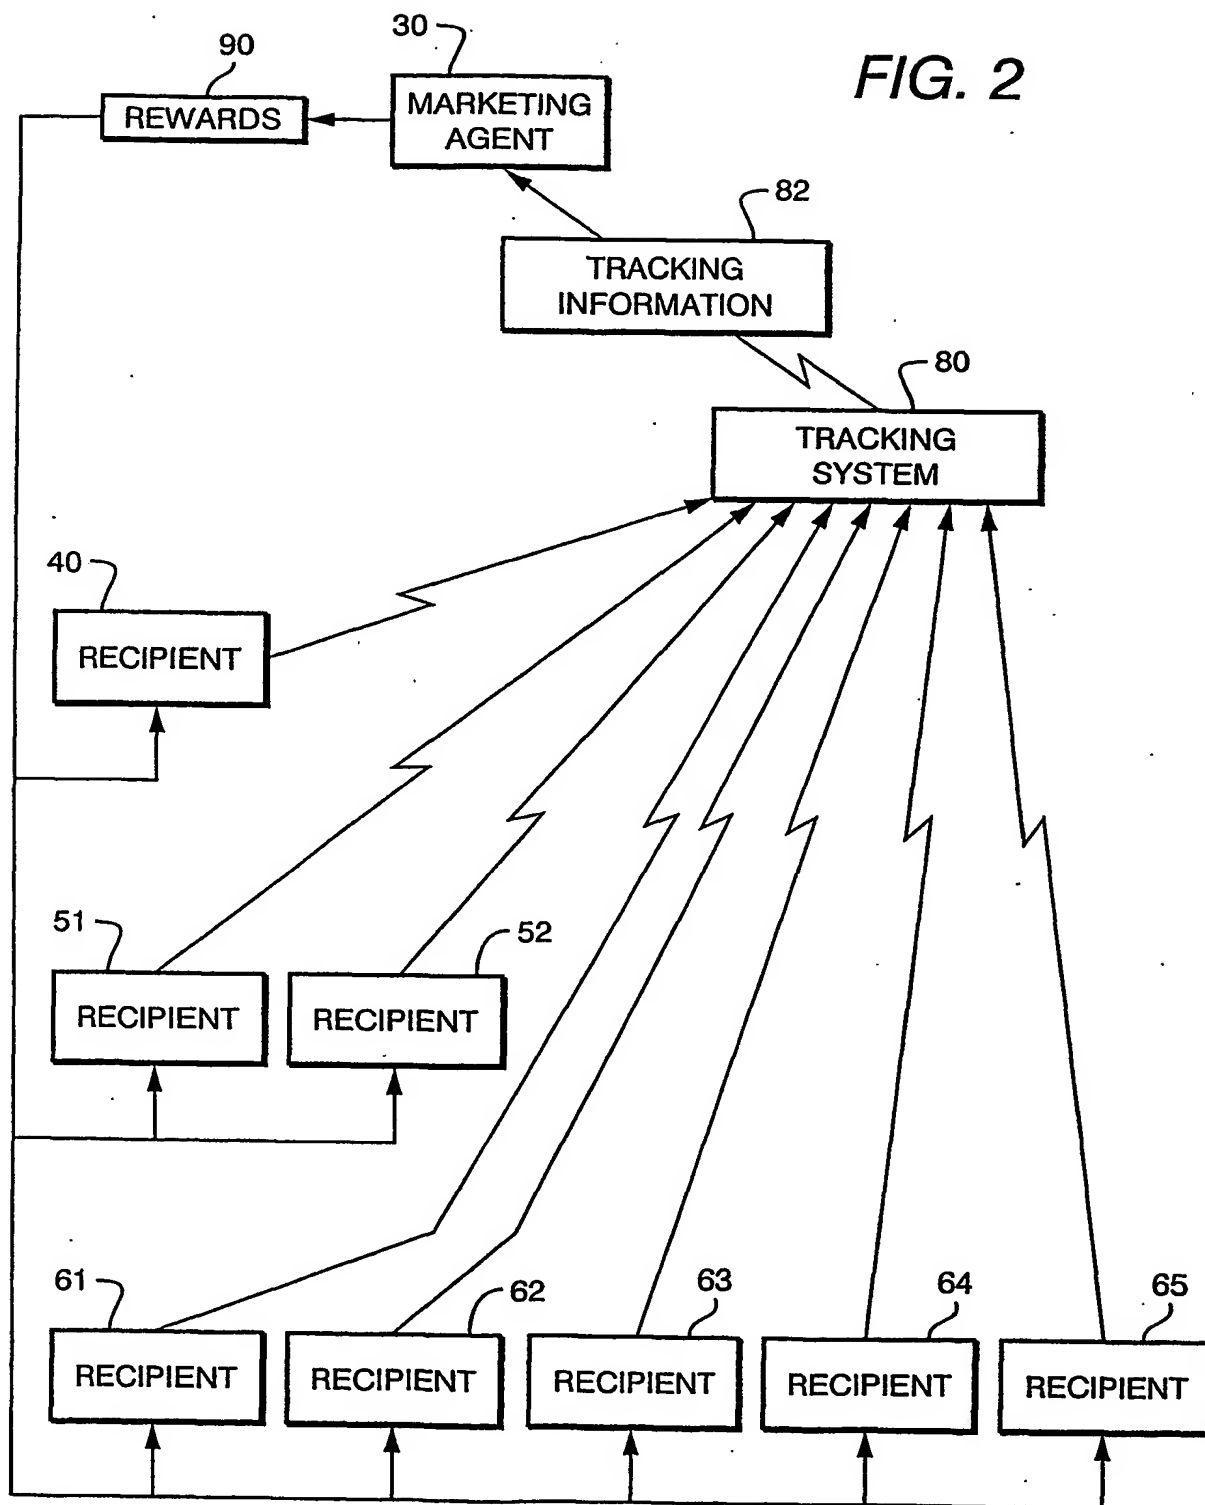 30
90
FIG. 2
MARKETING
AGENT
REWARDS
82
TRACKING
INFORMATION
80
TRACKING
SYSTEM
40
RECIPIENT
51
52
RECIPIENT
RECIPIENT
61
62
63
64
65
RECIPIENT
RECIPIENT
RECIPIENT
RECIPIENT
RECIPIENT